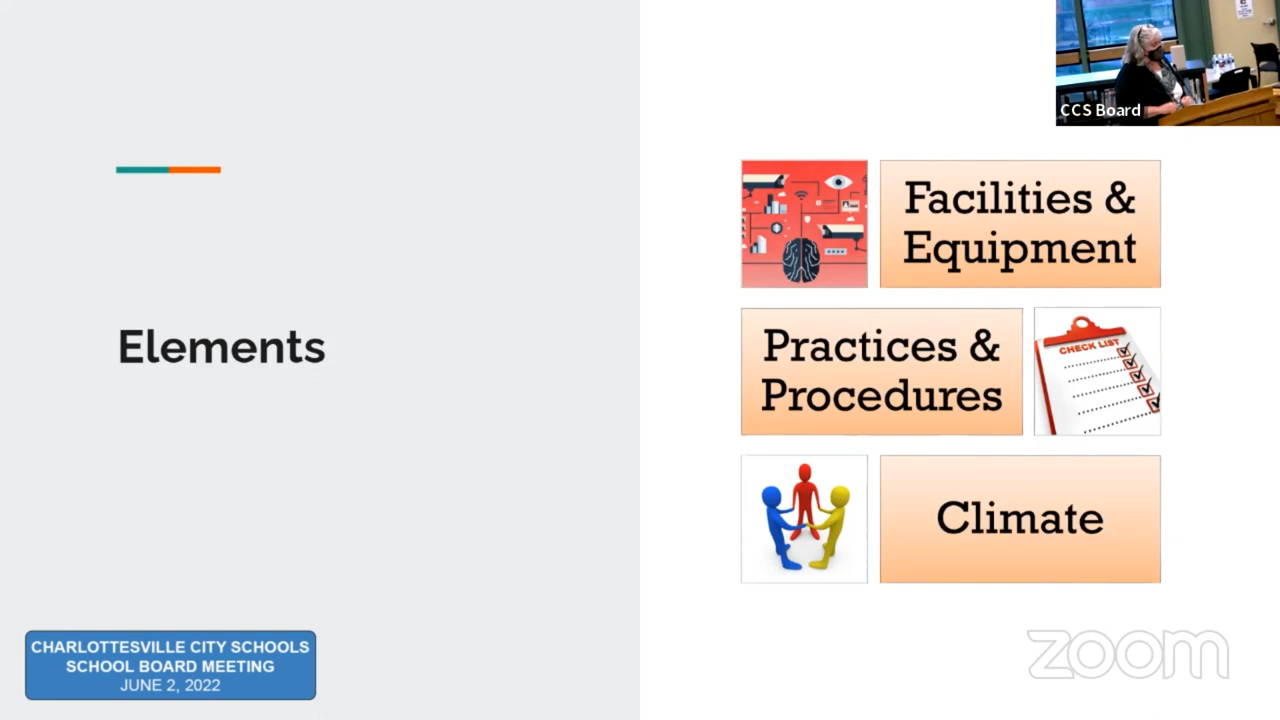 CCS Board
Elements
Facilities &
Equipment
Practices &
Procedures
CHECK LIST
Climate
CHARLOTTESVILLE CITY SCHOOLS
SCHOOL BOARD MEETING
JUNE 2, 2022
zoom